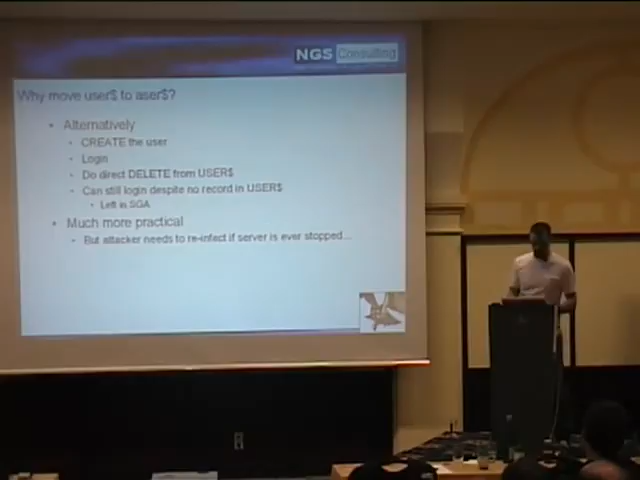 NGS Consulting
Why move user$ to aser$?
• Alternatively
• CREATE the user
• Login
• Do direct DELETE from USER$
• Can still login despite no record in USER$
• Left in SGA
• Much more practical
• But attacker needs to re-infect if server is ever stopped...